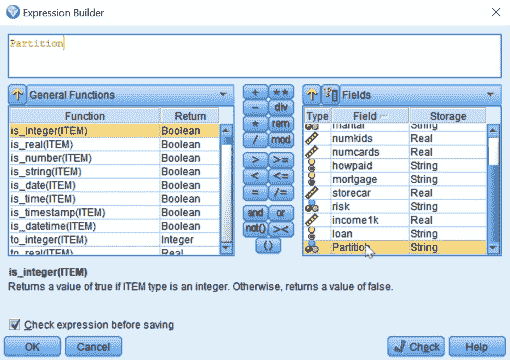 Expression Builder
Partition
General Functions
Function Return
is_integer(ITEM) Boolean
is_real(ITEM) Boolean
is_number(ITEM) Boolean
is_string(ITEM) Boolean
is_date(ITEM) Boolean
is_time(ITEM) Boolean
is_timestamp(ITEM) Boolean
is_datetime(ITEM) Boolean
to_integer(ITEM) Integer
to_real(ITEM) Real
+ **
- div
* rem
/ mod
> >=
< <=
= /=
and or
not() ><
()
Fields
Type Field Storage
marital String
numkids Real
numcards Real
howpaid String
mortgage String
storecar Real
risk String
income1k Real
loan String
Partition String
is_integer(ITEM)
Returns a value of true if ITEM type is an integer. Otherwise, returns a value of false.
Check expression before saving
OK Cancel Check Help